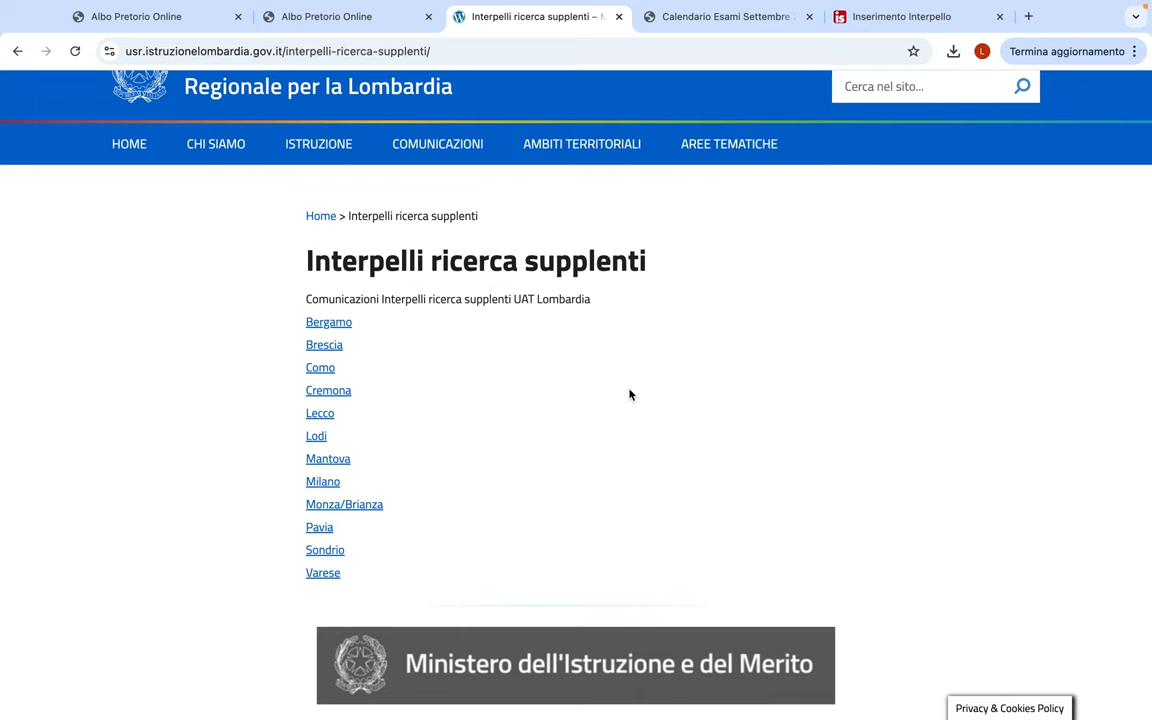 Albo Pretorio Online
Albo Pretorio Online
Interpelli ricerca supplenti –
Calendario Esami Settembre
Inserimento Interpello
usr.istruzionelombardia.gov.it/interpelli-ricerca-supplenti/
L
Termina aggiornamento
Regionale per la Lombardia
Cerca nel sito...
HOME
CHI SIAMO
ISTRUZIONE
COMUNICAZIONI
AMBITI TERRITORIALI
AREE TEMATICHE
Home > Interpelli ricerca supplenti
Interpelli ricerca supplenti
Comunicazioni Interpelli ricerca supplenti UAT Lombardia
Bergamo
Brescia
Como
Cremona
Lecco
Lodi
Mantova
Milano
Monza/Brianza
Pavia
Sondrio
Varese
Ministero dell'Istruzione e del Merito
Privacy & Cookies Policy